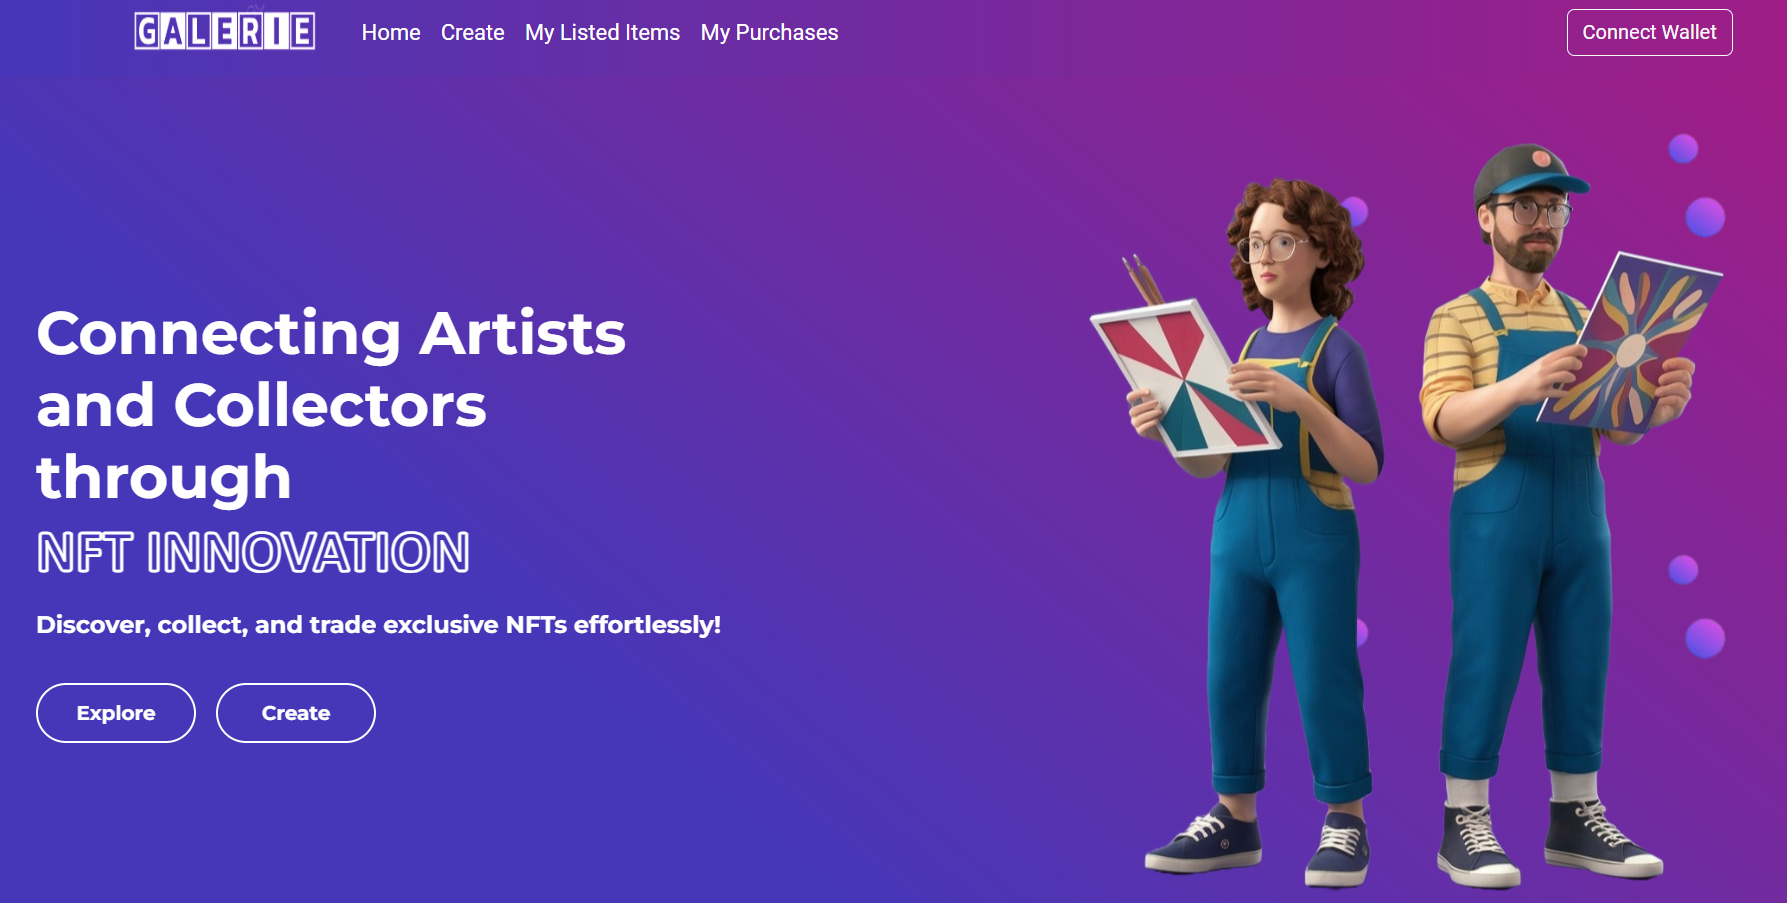 GALERIE
Home Create My Listed Items My Purchases
Connect Wallet
Connecting Artists
and Collectors
through
NFT INNOVATION
Discover, collect, and trade exclusive NFTs effortlessly!
Explore Create